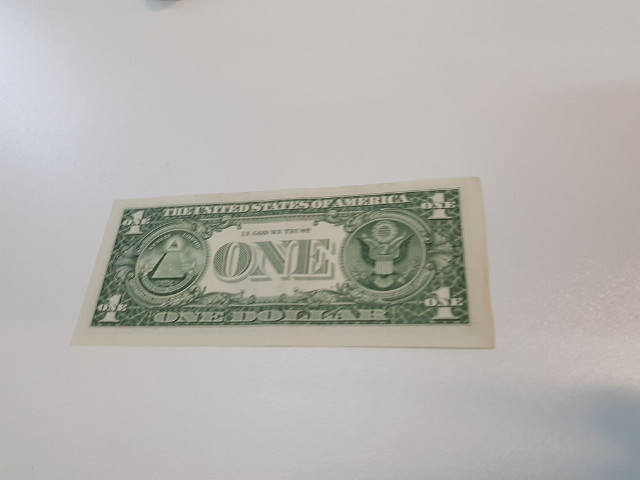 THE UNITED STATES OF AMERICA
1 ONE
1 ONE
IN GOD WE TRUST
ONE
1 ONE
1 ONE
ONE DOLLAR